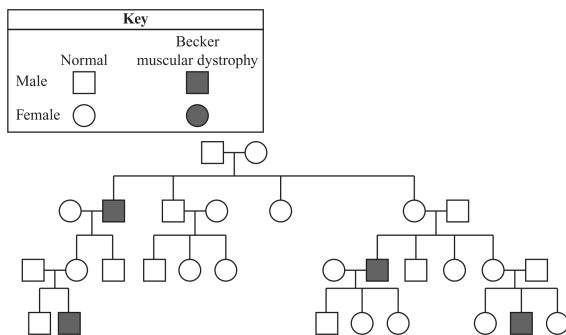 Key
Becker
Normal muscular dystrophy
Male
Female